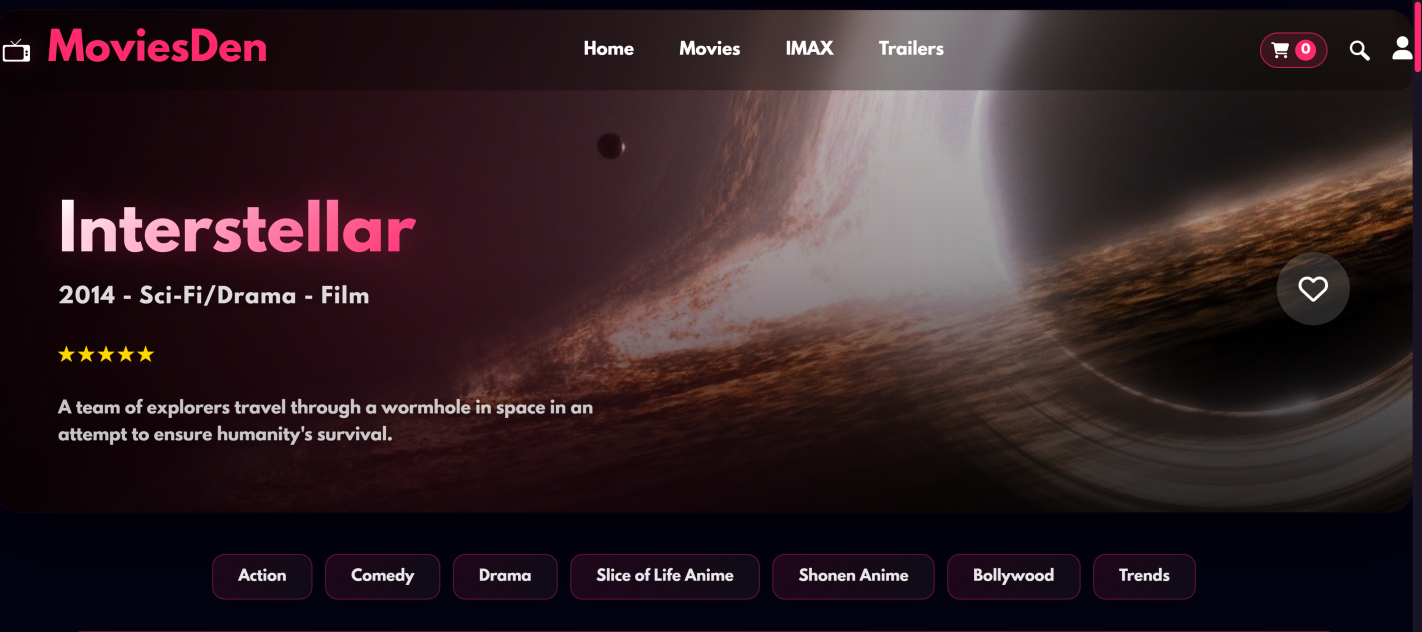 MoviesDen
Home
Movies
IMAX
Trailers
0
Interstellar
2014 - Sci-Fi/Drama - Film
★★★★★
A team of explorers travel through a wormhole in space in an
attempt to ensure humanity's survival.
Action
Comedy
Drama
Slice of Life Anime
Shonen Anime
Bollywood
Trends